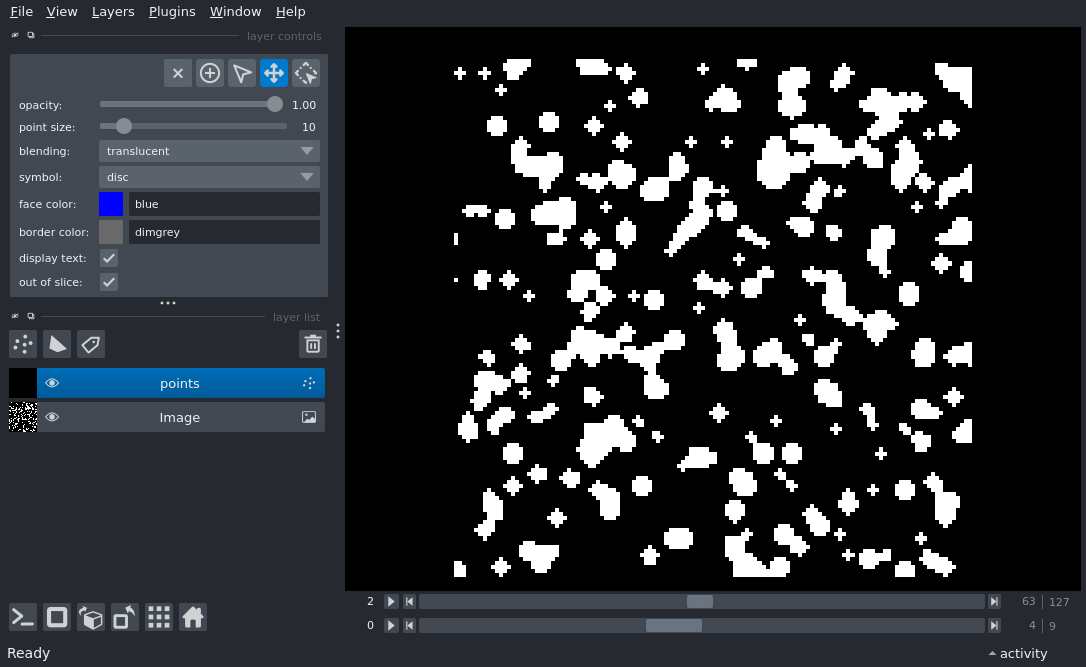 File View Layers Plugins Window Help
layer controls
opacity: 1.00
point size: 10
blending: translucent
symbol: disc
face color: blue
border color: dimgrey
display text:
out of slice:
layer list
points
Image
2 63 | 127
0 4 | 9
Ready activity